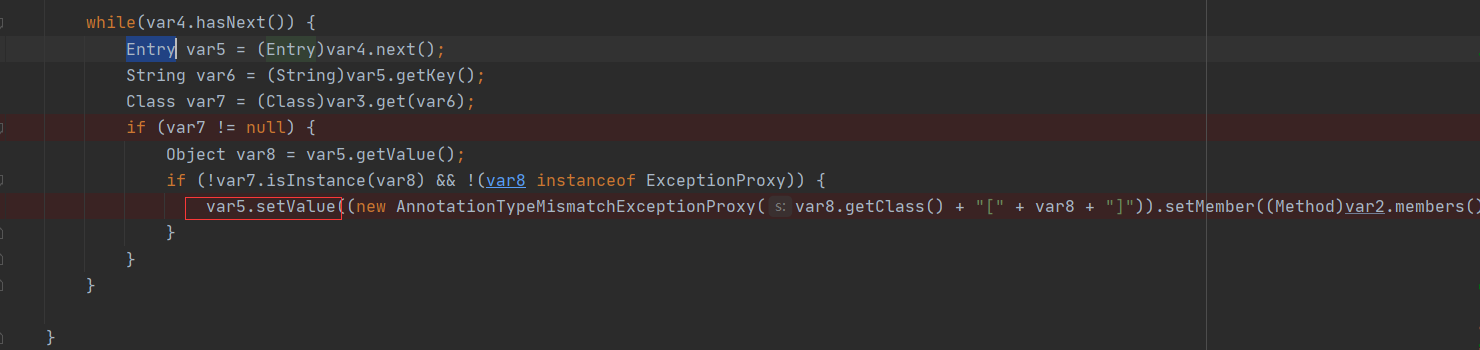 while(var4.hasNext()) {
Entry var5 = (Entry)var4.next();
String var6 = (String)var5.getKey();
Class var7 = (Class)var3.get(var6);
if (var7 != null) {
Object var8 = var5.getValue();
if (!var7.isInstance(var8) && !(var8 instanceof ExceptionProxy)) {
var5.setValue((new AnnotationTypeMismatchExceptionProxy( s: var8.getClass() + "[" + var8 + "]")).setMember((Method)var2.members()
}
}
}
}